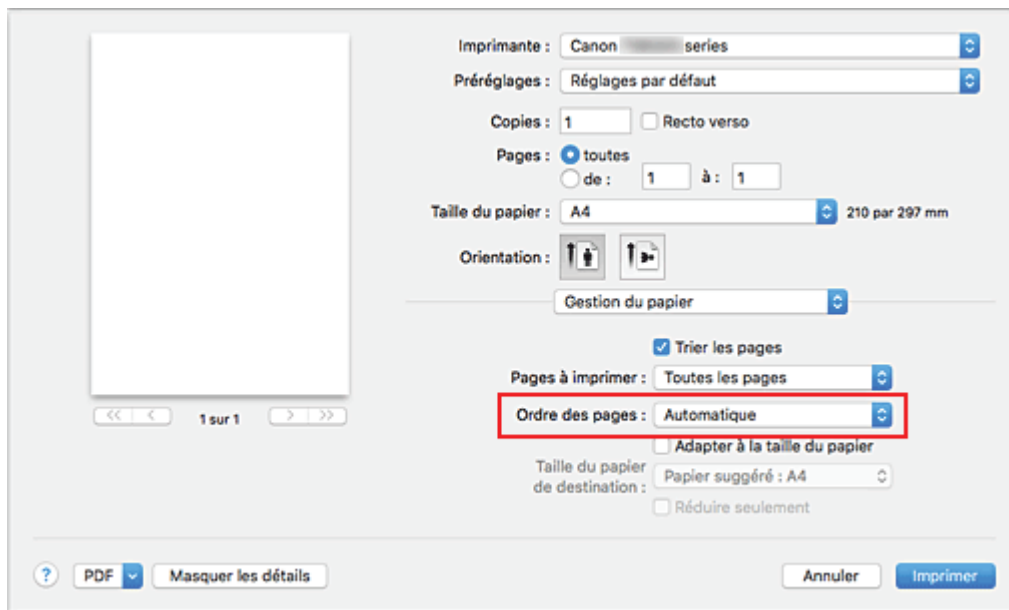 Imprimante : Canon series
Préréglages : Réglages par défaut
Copies : 1 Recto verso
Pages : toutes
de : 1 à : 1
Taille du papier : A4 210 par 297 mm
Orientation :
Gestion du papier
Trier les pages
Pages à imprimer : Toutes les pages
<< < 1 sur 1 > >>
Ordre des pages : Automatique
Adapter à la taille du papier
Taille du papier
de destination : Papier suggéré : A4
Réduire seulement
? PDF Masquer les détails Annuler Imprimer